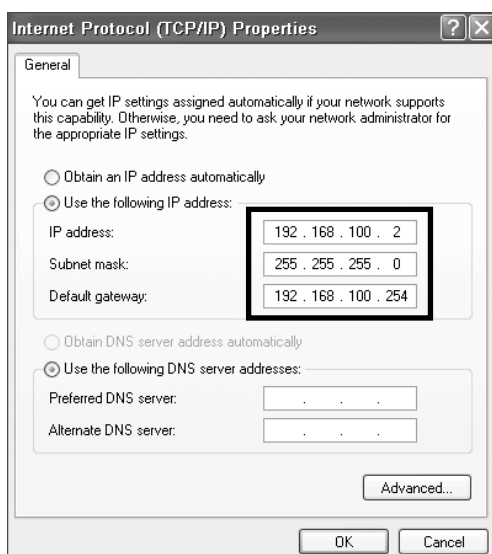 Internet Protocol (TCP/IP) Properties
General
You can get IP settings assigned automatically if your network supports
this capability. Otherwise, you need to ask your network administrator for
the appropriate IP settings.
Obtain an IP address automatically
Use the following IP address:
IP address: 192 . 168 . 100 . 2
Subnet mask: 255 . 255 . 255 . 0
Default gateway: 192 . 168 . 100 . 254
Obtain DNS server address automatically
Use the following DNS server addresses:
Preferred DNS server: . . .
Alternate DNS server: . . .
Advanced...
OK Cancel